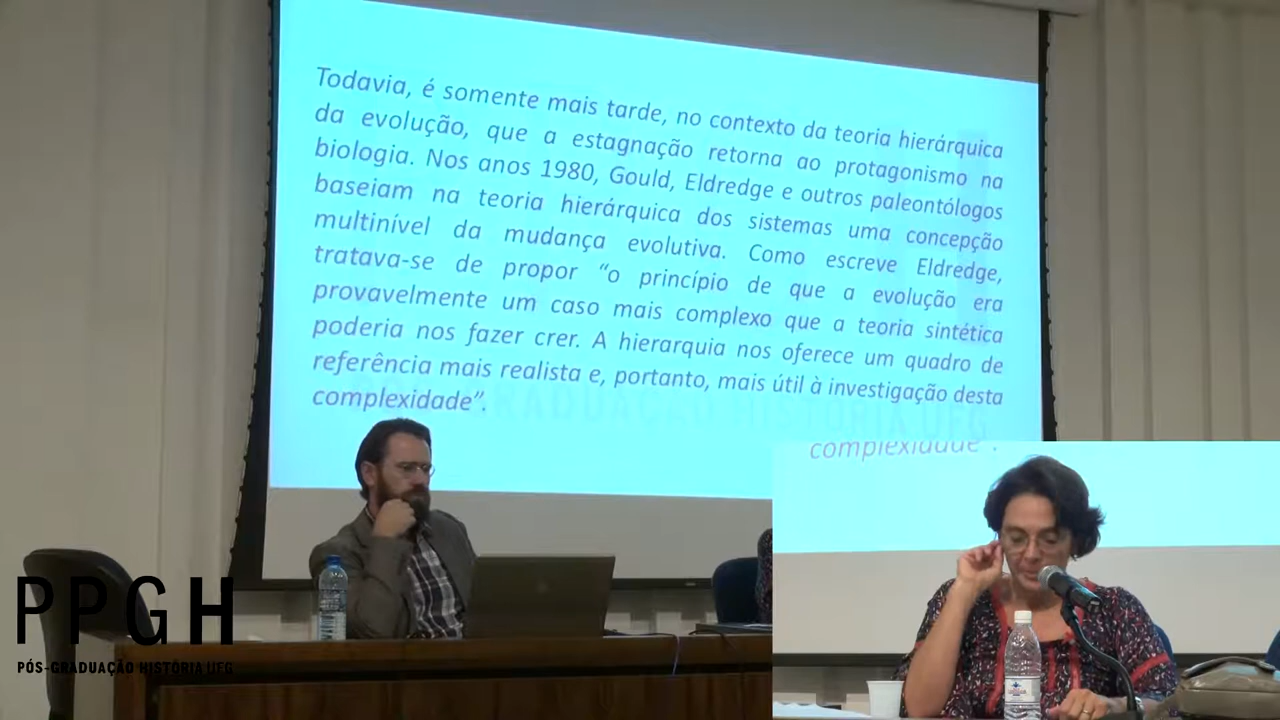 Todavia, é somente mais tarde, no contexto da teoria hierárquica
da evolução, que a estagnação retorna ao protagonismo na
biologia. Nos anos 1980, Gould, Eldredge e outros paleontólogos
baseiam na teoria hierárquica dos sistemas uma concepção
multinível da mudança evolutiva. Como escreve Eldredge,
tratava-se de propor “o princípio de que a evolução era
provavelmente um caso mais complexo que a teoria sintética
poderia nos fazer crer. A hierarquia nos oferece um quadro de
referência mais realista e, portanto, mais útil à investigação desta
complexidade”.
complexidade”.
PPGH
PÓS-GRADUAÇÃO HISTÓRIA UFG